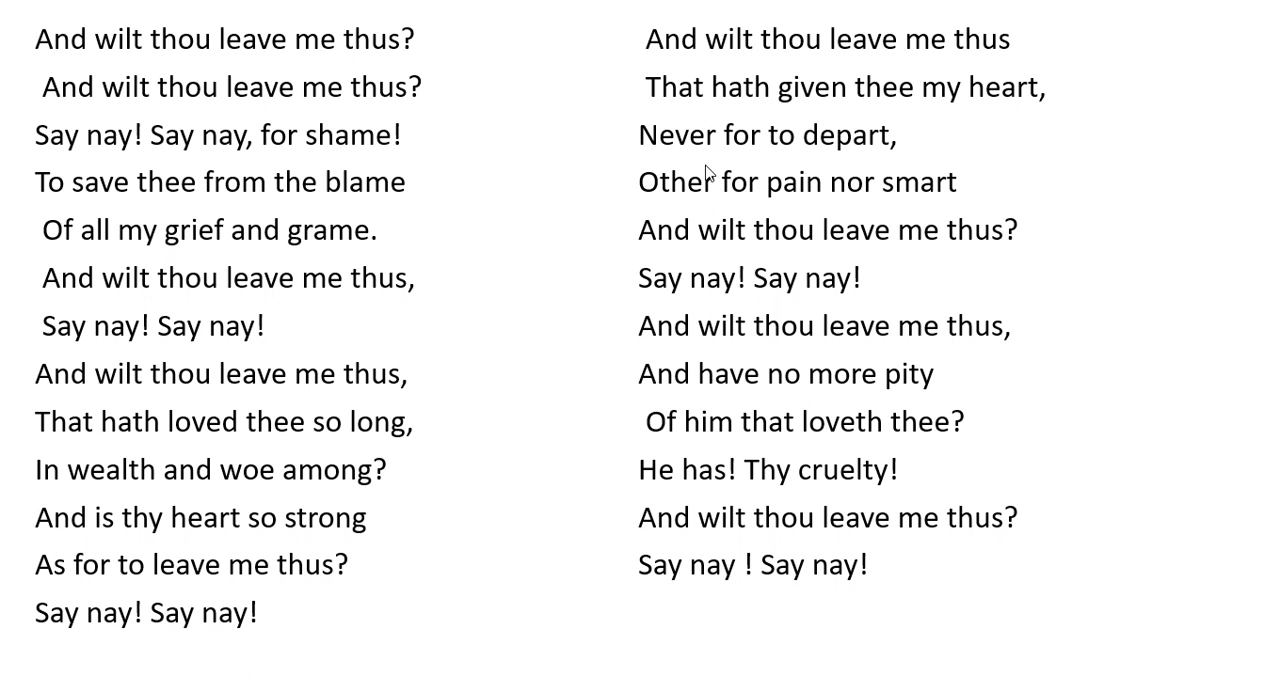 And wilt thou leave me thus?
And wilt thou leave me thus?
Say nay! Say nay, for shame!
To save thee from the blame
Of all my grief and grame.
And wilt thou leave me thus,
Say nay! Say nay!
And wilt thou leave me thus,
That hath loved thee so long,
In wealth and woe among?
And is thy heart so strong
As for to leave me thus?
Say nay! Say nay!
And wilt thou leave me thus
That hath given thee my heart,
Never for to depart,
Other for pain nor smart
And wilt thou leave me thus?
Say nay! Say nay!
And wilt thou leave me thus,
And have no more pity
Of him that loveth thee?
He has! Thy cruelty!
And wilt thou leave me thus?
Say nay ! Say nay!